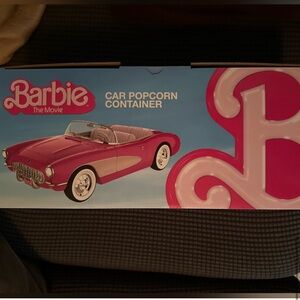 Barbie
The Movie
CAR POPCORN
CONTAINER
B